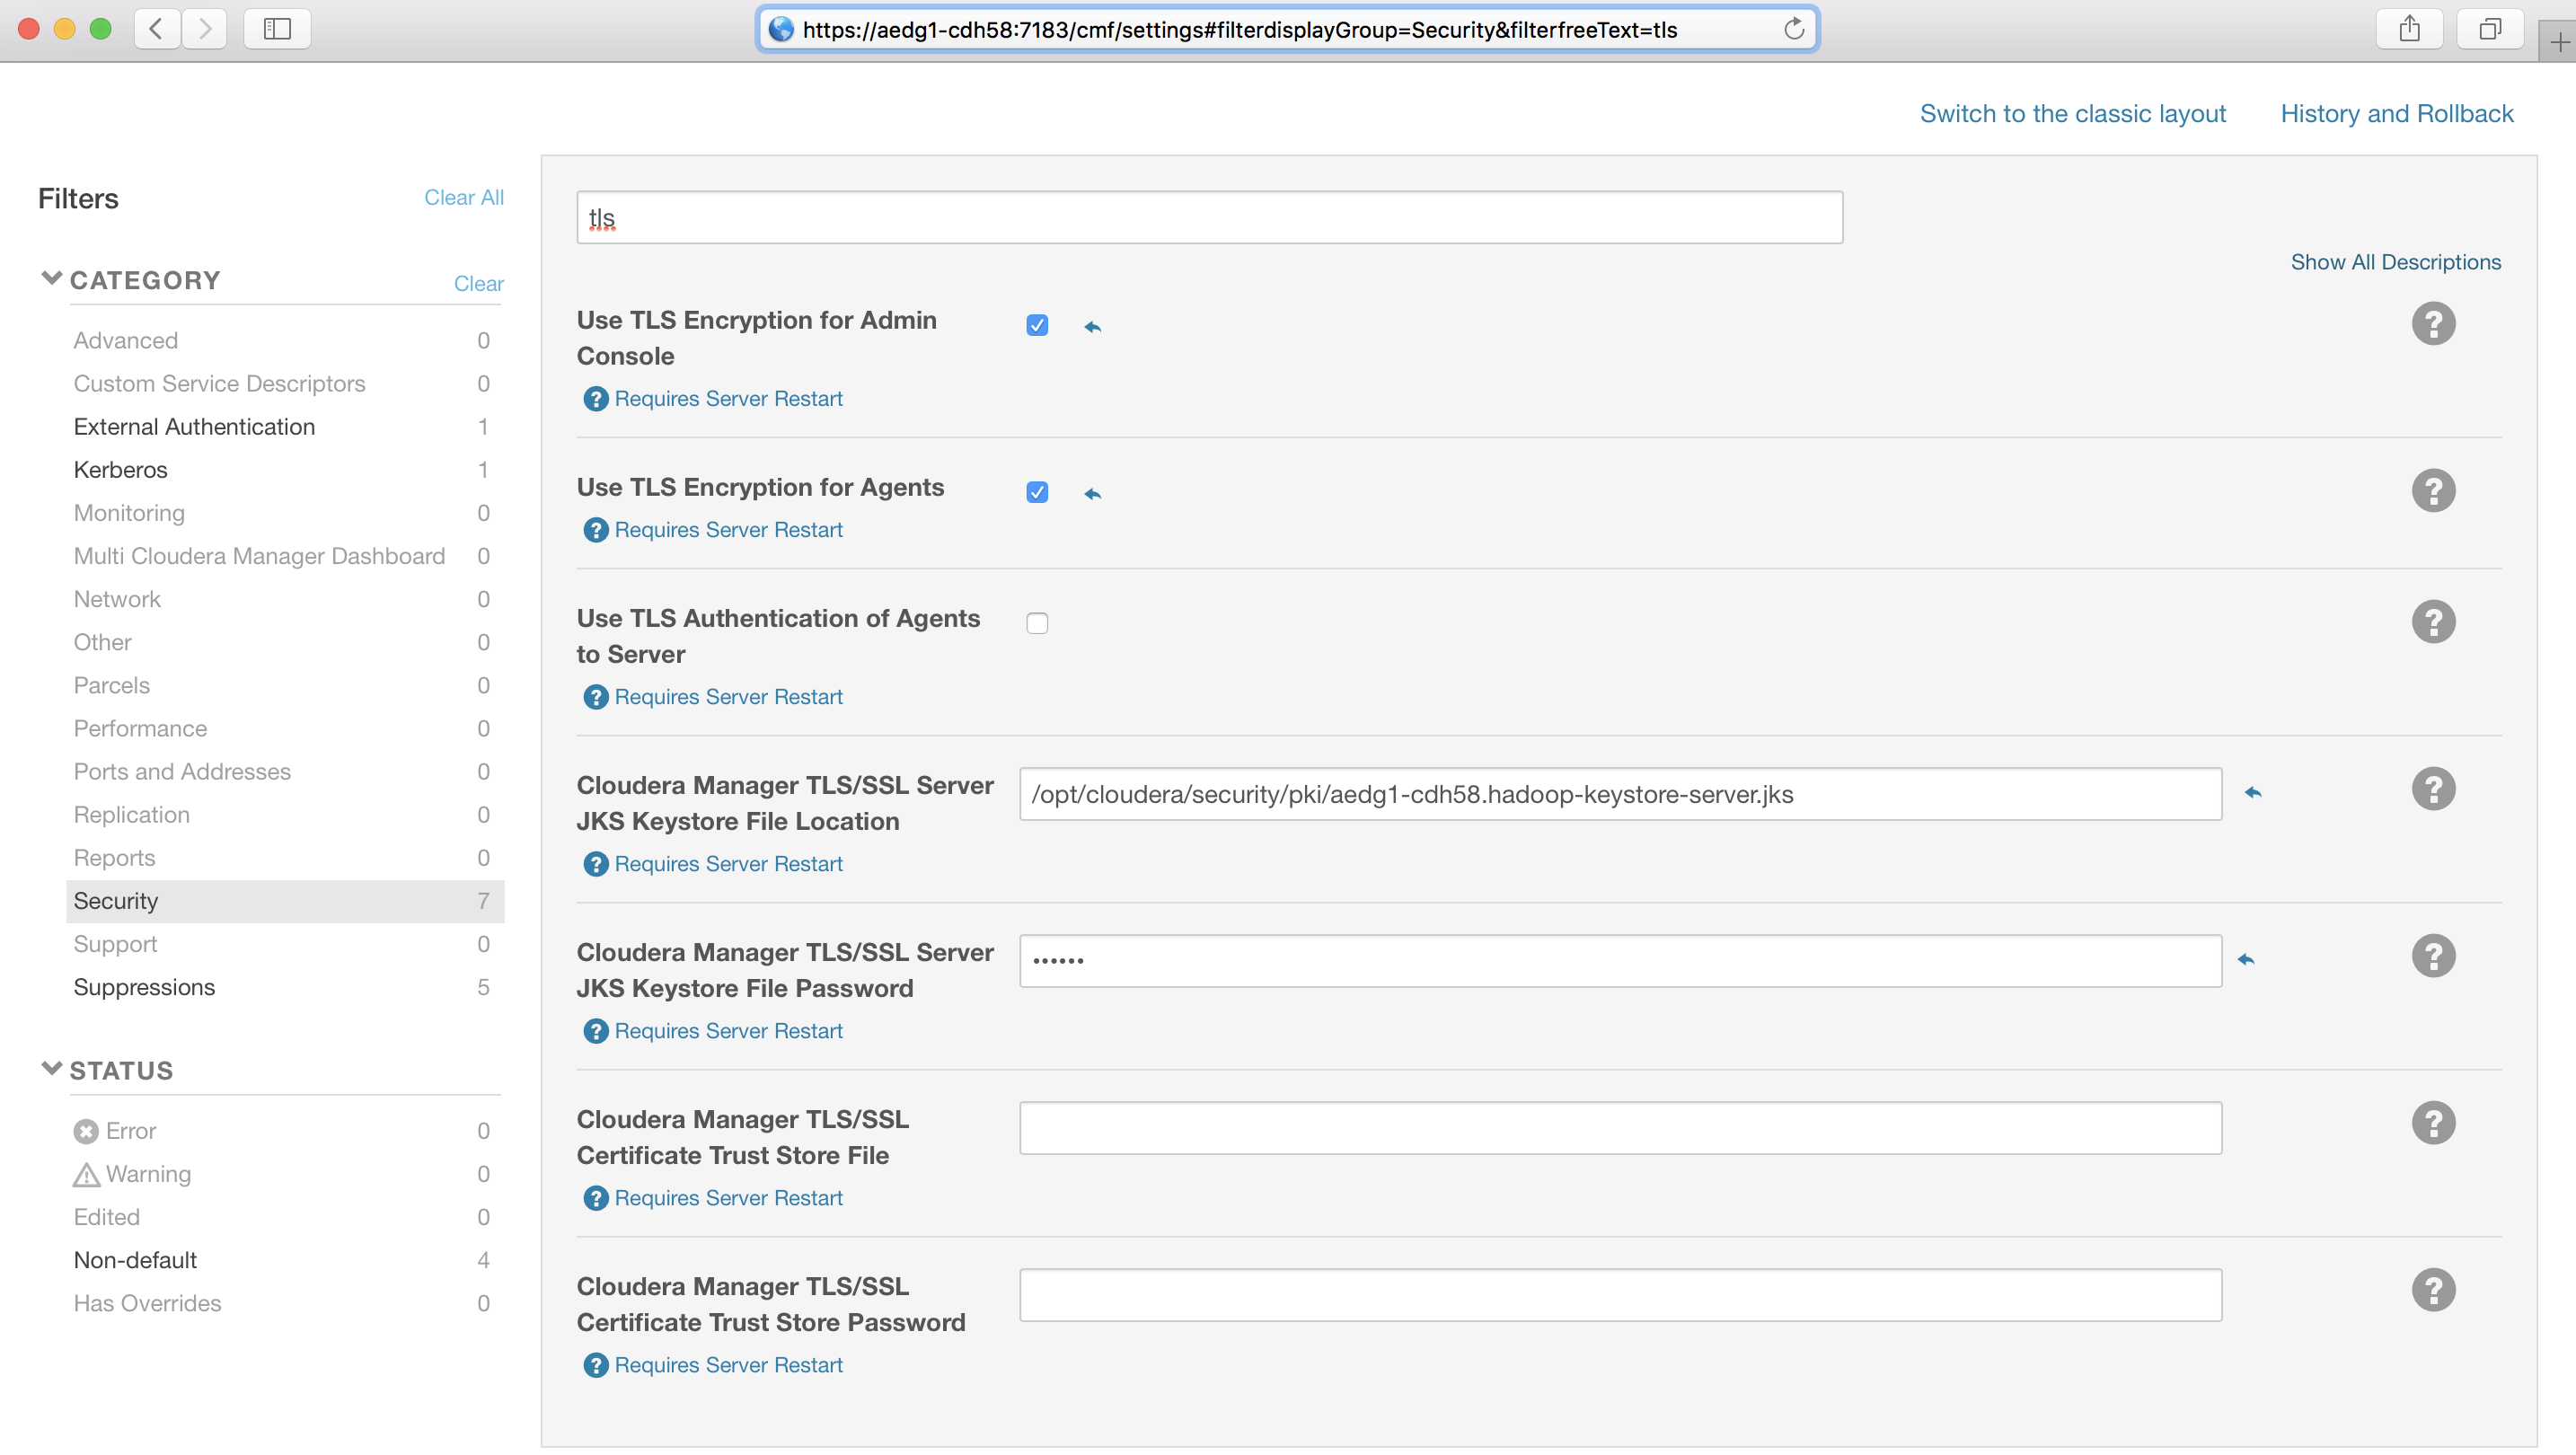 https://aedg1-cdh58:7183/cmf/settings#filterdisplayGroup=Security&filterfreeText=tls
Switch to the classic layout History and Rollback
Filters Clear All
CATEGORY Clear
Advanced 0
Custom Service Descriptors 0
External Authentication 1
Kerberos 1
Monitoring 0
Multi Cloudera Manager Dashboard 0
Network 0
Other 0
Parcels 0
Performance 0
Ports and Addresses 0
Replication 0
Reports 0
Security 7
Support 0
Suppressions 5
STATUS
Error 0
Warning 0
Edited 0
Non-default 4
Has Overrides 0
tls
Show All Descriptions
Use TLS Encryption for Admin
Console
Requires Server Restart
Use TLS Encryption for Agents
Requires Server Restart
Use TLS Authentication of Agents
to Server
Requires Server Restart
Cloudera Manager TLS/SSL Server
JKS Keystore File Location
/opt/cloudera/security/pki/aedg1-cdh58.hadoop-keystore-server.jks
Requires Server Restart
Cloudera Manager TLS/SSL Server
JKS Keystore File Password
••••••
Requires Server Restart
Cloudera Manager TLS/SSL
Certificate Trust Store File
Requires Server Restart
Cloudera Manager TLS/SSL
Certificate Trust Store Password
Requires Server Restart